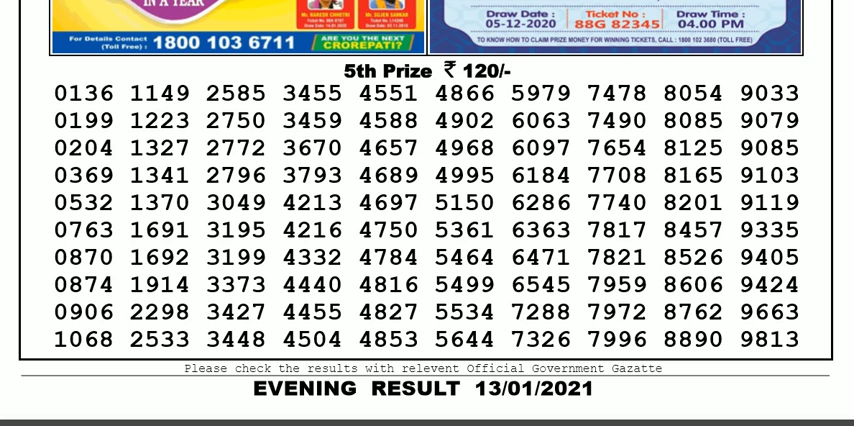 IN A YEAR
For Details Contact
(Toll Free) : 1800 103 6711
ARE YOU THE NEXT
CROREPATI?
Mr. BARESH CHHETRI
Mr. SUJEN SARKAR
Draw Date :
05-12-2020
Ticket No :
88G 82345
Draw Time :
04.00 PM
TO KNOW HOW TO CLAIM PRIZE MONEY FOR WINNING TICKETS, CALL : 1800 102 3680 (TOLL FREE)
5th Prize ₹ 120/-
0136 1149 2585 3455 4551 4866 5979 7478 8054 9033
0199 1223 2750 3459 4588 4902 6063 7490 8085 9079
0204 1327 2772 3670 4657 4968 6097 7654 8125 9085
0369 1341 2796 3793 4689 4995 6184 7708 8165 9103
0532 1370 3049 4213 4697 5150 6286 7740 8201 9119
0763 1691 3195 4216 4750 5361 6363 7817 8457 9335
0870 1692 3199 4332 4784 5464 6471 7821 8526 9405
0874 1914 3373 4440 4816 5499 6545 7959 8606 9424
0906 2298 3427 4455 4827 5534 7288 7972 8762 9663
1068 2533 3448 4504 4853 5644 7326 7996 8890 9813
Please check the results with relevent Official Government Gazatte
EVENING RESULT 13/01/2021